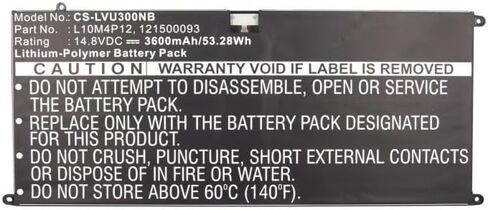 Model No.: CS-LVU300NB
Part No.: L10M4P12, 121500093
Rating : 14.8VDC ⎓ 3600mAh/53.28Wh
Lithium-Polymer Battery Pack
CAUTION WARRANTY VOID IF LABEL IS REMOVED
• DO NOT ATTEMPT TO DISASSEMBLE, OPEN OR SERVICE
THE BATTERY PACK.
• REPLACE ONLY WITH THE BATTERY PACK DESIGNATED
FOR THIS PRODUCT.
• DO NOT CRUSH, PUNCTURE, SHORT EXTERNAL CONTACTS
OR DISPOSE OF IN FIRE OR WATER.
• DO NOT STORE ABOVE 60°C (140°F).